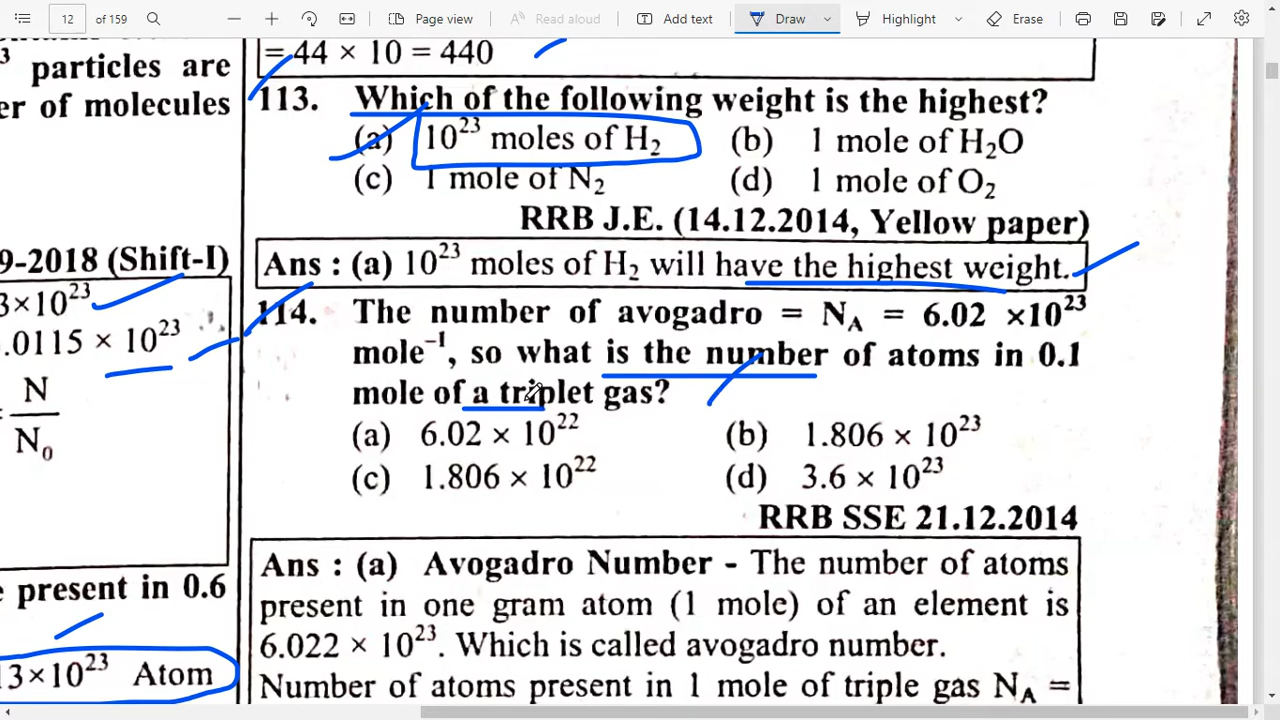 12 of 159
Page view
Read aloud
Add text
Draw
Highlight
Erase
= 44 × 10 = 440
3 particles are
er of molecules
9-2018 (Shift-I)
3×10²³
.0115 × 10²³
N
N₀
e present in 0.6
3×10²³ Atom
113. Which of the following weight is the highest?
(a) 10²³ moles of H₂ (b) 1 mole of H₂O
(c) 1 mole of N₂ (d) 1 mole of O₂
RRB J.E. (14.12.2014, Yellow paper)
Ans : (a) 10²³ moles of H₂ will have the highest weight.
114. The number of avogadro = N_A = 6.02 ×10²³
mole⁻¹, so what is the number of atoms in 0.1
mole of a triplet gas?
(a) 6.02 × 10²² (b) 1.806 × 10²³
(c) 1.806 × 10²² (d) 3.6 × 10²³
RRB SSE 21.12.2014
Ans : (a) Avogadro Number - The number of atoms
present in one gram atom (1 mole) of an element is
6.022 × 10²³. Which is called avogadro number.
Number of atoms present in 1 mole of triple gas N_A =